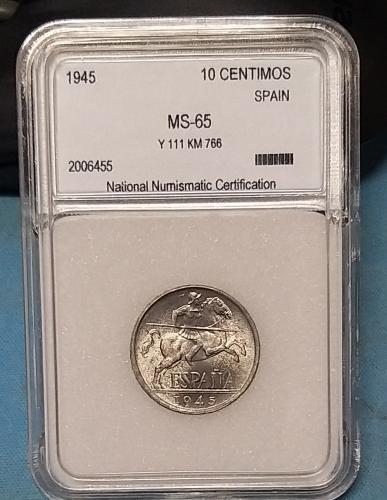 1945 10 CENTIMOS
SPAIN
MS-65
Y 111 KM 766
2006455
National Numismatic Certification
ESPAÑA
1945